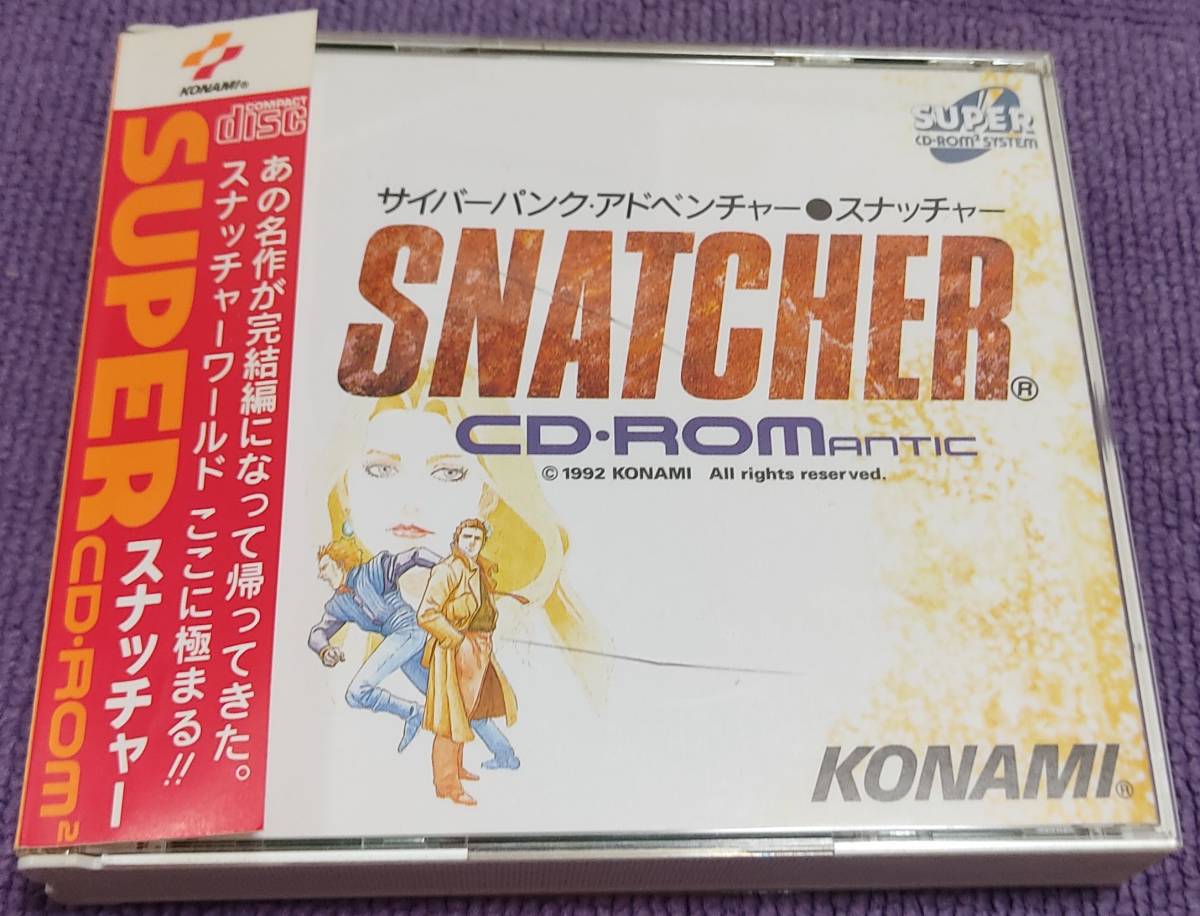 KONAMI®
COMPACT
disc
あの名作が完結編になって帰ってきた。
スナッチャーワールド ここに極まる!!
SUPER CD・ROM²
スナッチャー
SUPER
CD-ROM² SYSTEM
サイバーパンク・アドベンチャー●スナッチャー
SNATCHER®
CD・ROMANTIC
© 1992 KONAMI All rights reserved.
KONAMI®